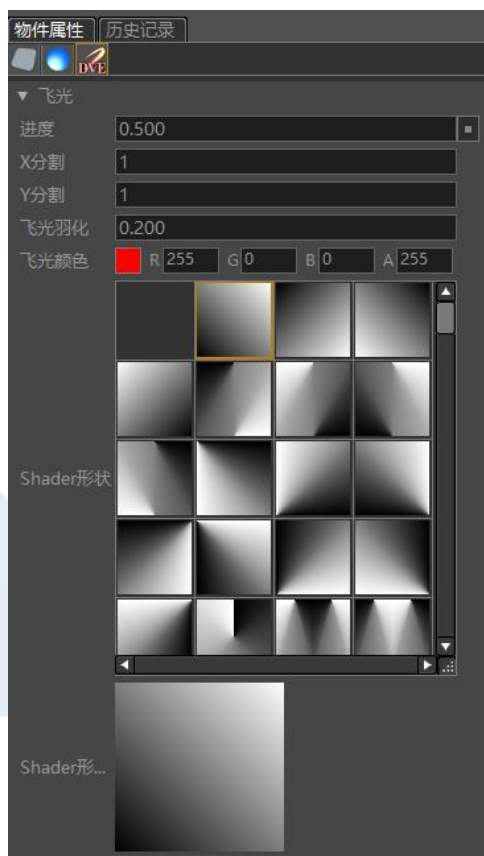 物件属性 历史记录
DVE
▼ 飞光
进度 0.500
X分割 1
Y分割 1
飞光羽化 0.200
飞光颜色 R 255 G 0 B 0 A 255
Shader形状
Shader形...